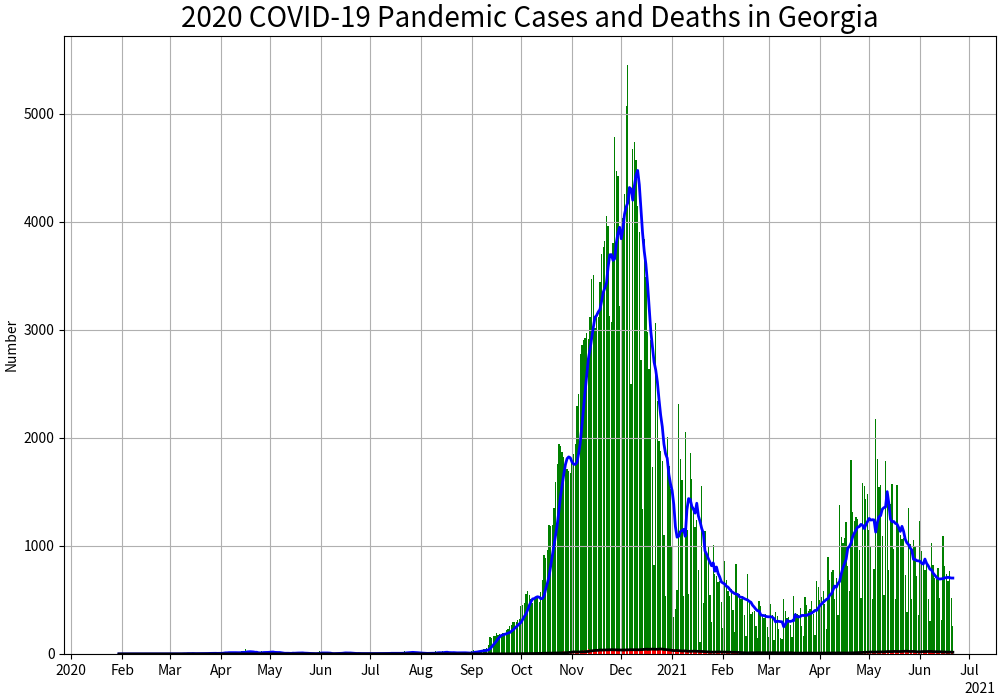 2020 COVID-19 Pandemic Cases and Deaths in Georgia
Number
5000
4000
3000
2000
1000
0
2020 Feb Mar Apr May Jun Jul Aug Sep Oct Nov Dec 2021 Feb Mar Apr May Jun Jul
2021